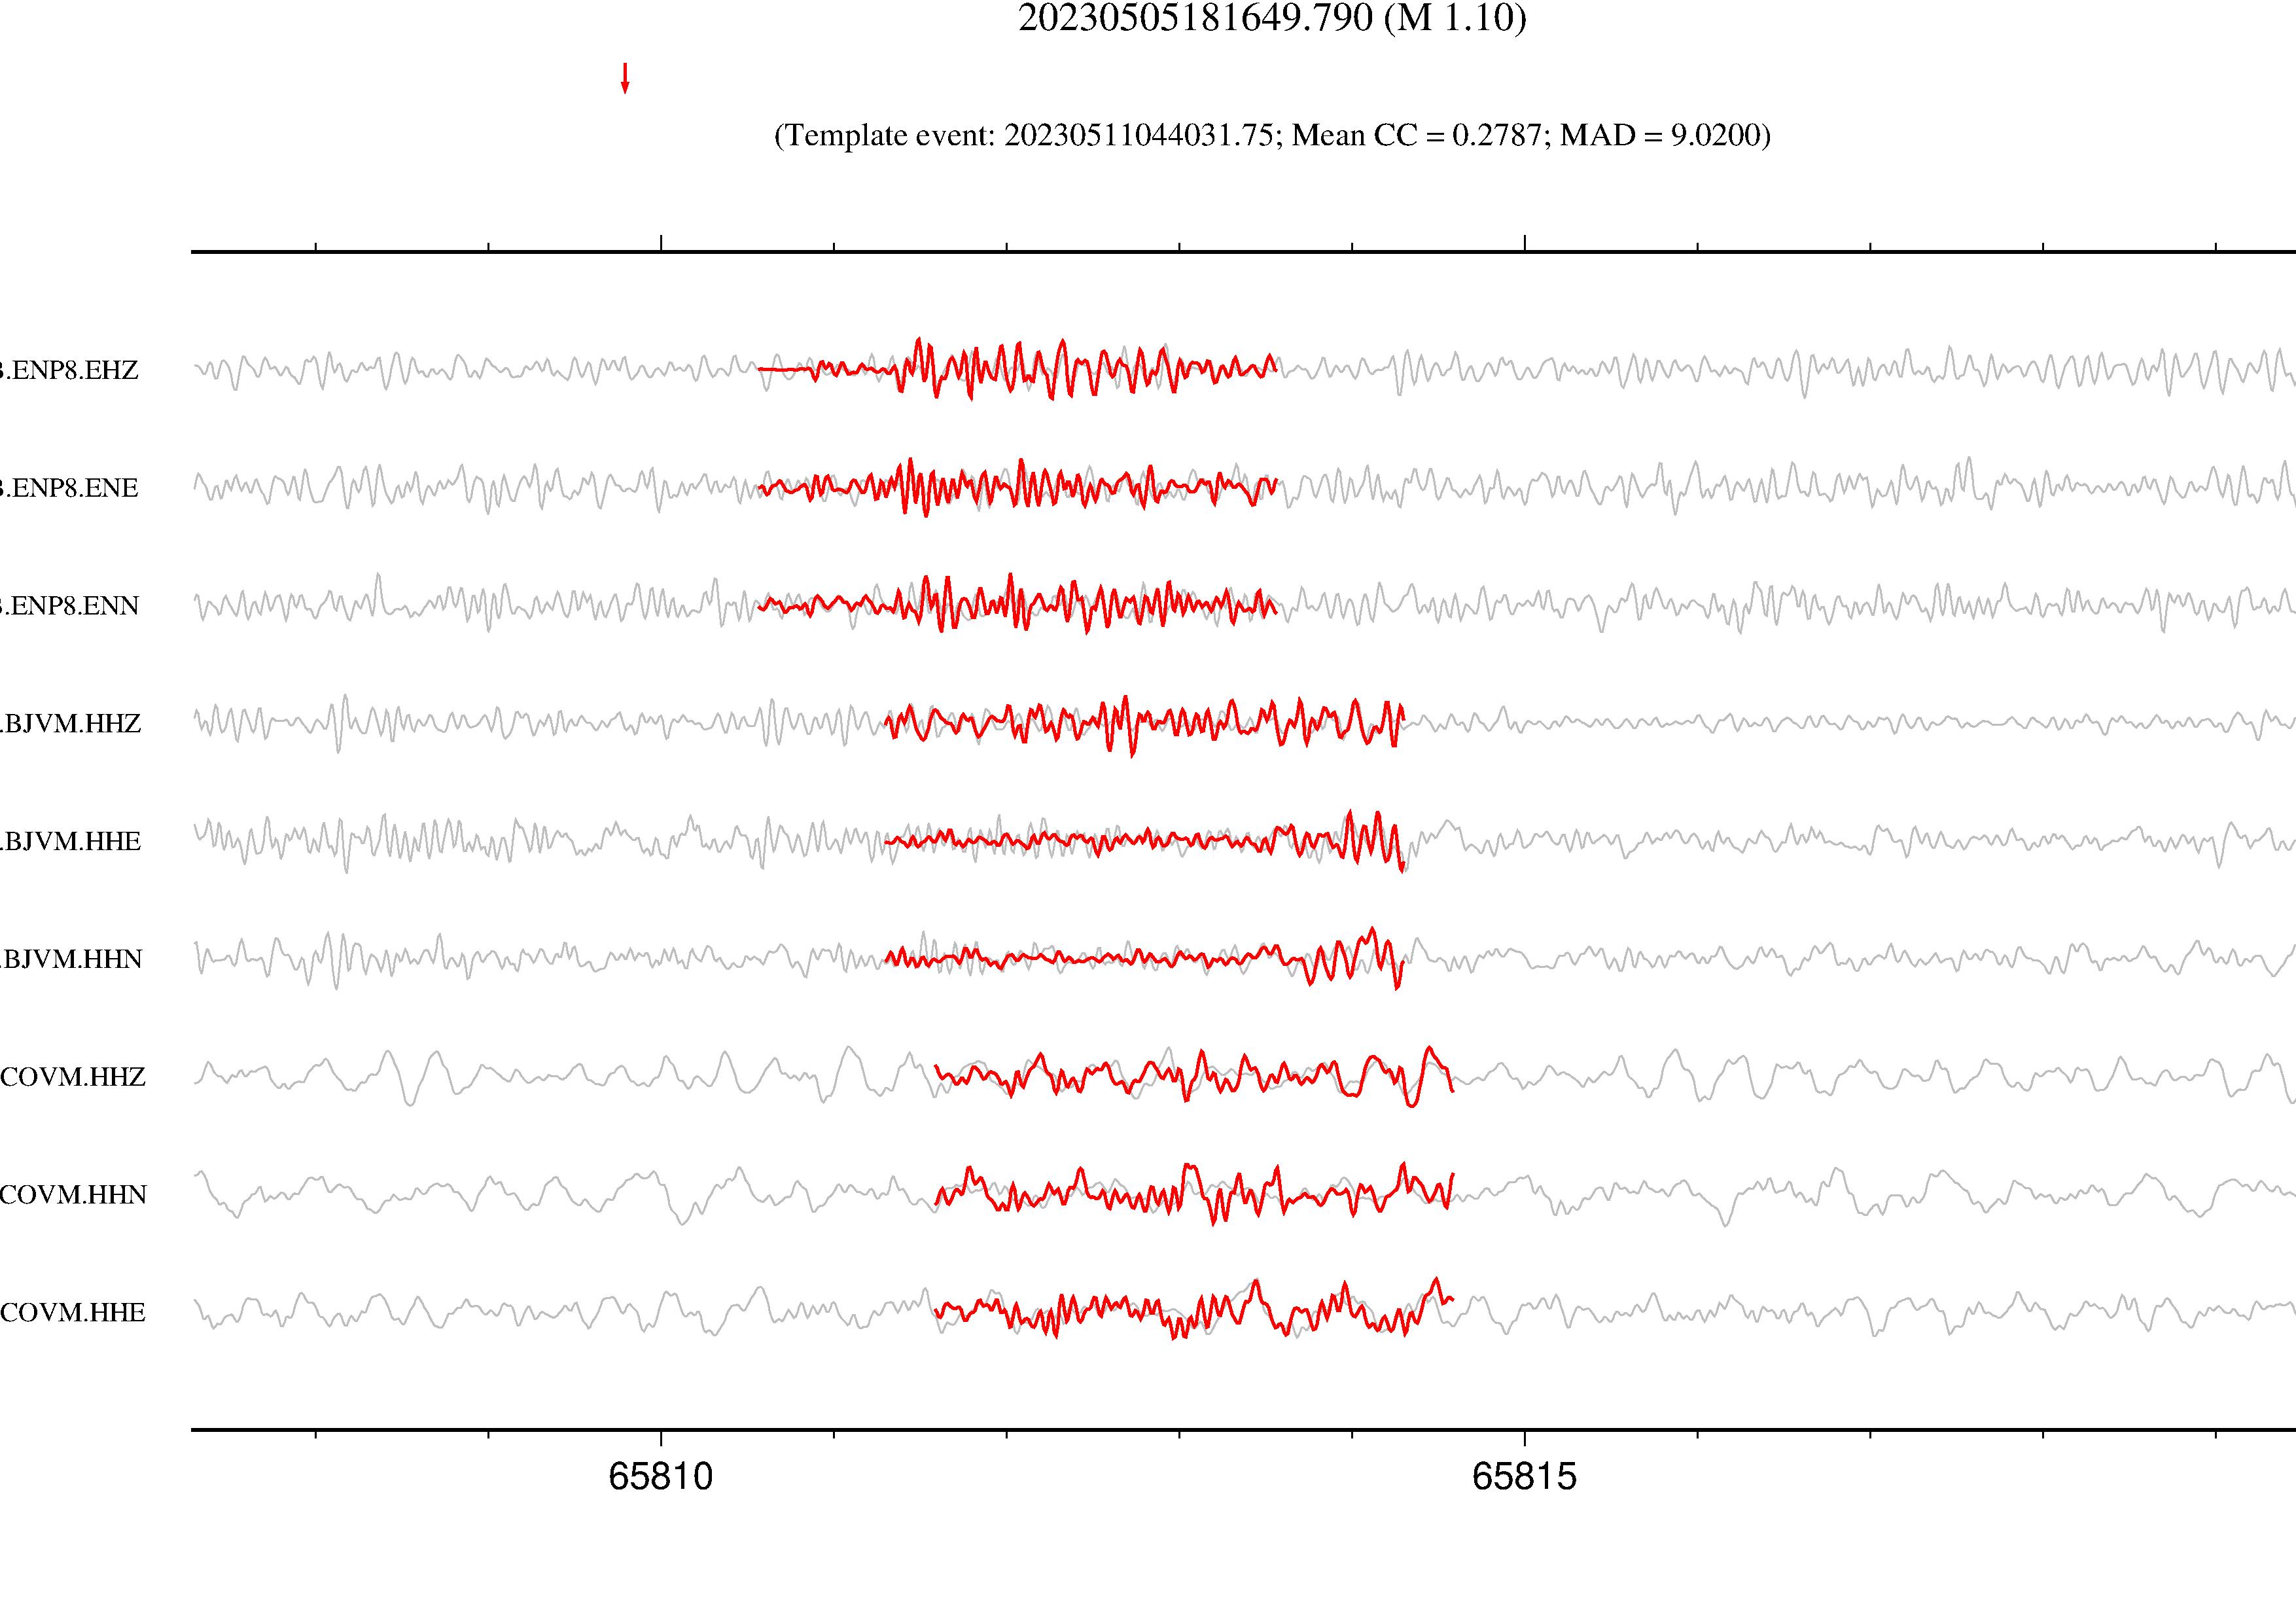 20230505181649.790 (M 1.10)
(Template event: 20230511044031.75; Mean CC = 0.2787; MAD = 9.0200)
.ENP8.EHZ
.ENP8.ENE
.ENP8.ENN
.BJVM.HHZ
.BJVM.HHE
.BJVM.HHN
COVM.HHZ
COVM.HHN
COVM.HHE
65810 65815